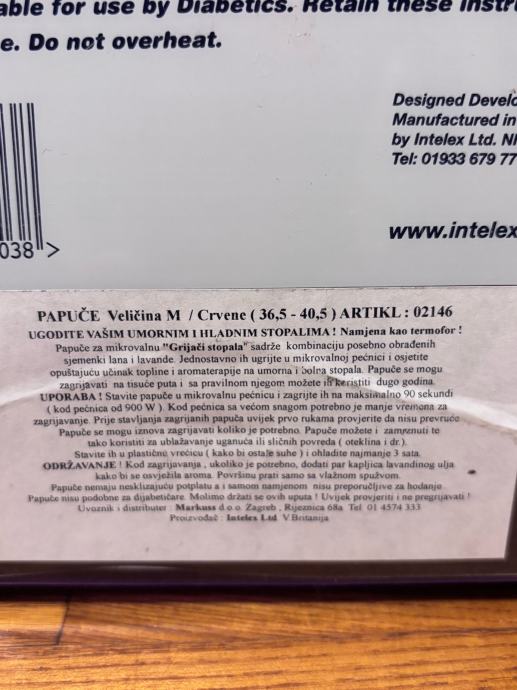 able for use by Diabetics. Retain these instru
e. Do not overheat.
Designed Develo
Manufactured in
by Intelex Ltd. N
Tel: 01933 679 77
038 >
www.intelex
PAPUČE Veličina M / Crvene ( 36,5 - 40,5 ) ARTIKL : 02146
UGODITE VAŠIM UMORNIM I HLADNIM STOPALIMA ! Namjena kao termofor !
Papuče za mikrovalnu "Grijači stopala" sadrže kombinaciju posebno obrađenih
sjemenki lana i lavande. Jednostavno ih ugrijte u mikrovalnoj pećnici i osjetite
opuštajuću učinak topline i aromaterapije na umorna i bolna stopala. Papuče se mogu
zagrijavati na tisuće puta i sa pravilnom njegom možete ih koristiti dugo godina.
UPORABA ! Stavite papuče u mikrovalnu pećnicu i zagrijte ih na maksimalno 90 sekundi
( kod pećnica od 900 W ). Kod pećnica sa većom snagom potrebno je manje vremena za
zagrijavanje. Prije stavljanja zagrijanih papuča uvijek prvo rukama provjerite da nisu prevruće
Papuče se mogu iznova zagrijavati koliko je potrebno. Papuče možete i zamrznuti te
tako koristiti za ublažavanje uganuća ili sličnih povreda ( oteklina i dr.).
Stavite ih u plastičnu vrećicu ( kako bi ostale suhe ) i ohladite najmanje 3 sata.
ODRŽAVANJE ! Kod zagrijavanja , ukoliko je potrebno, dodati par kapljica lavandinog ulja
kako bi se osvježila aroma. Površinu prati samo sa vlažnom spužvom.
Papuče nemaju nesklizajuću potplatu a i samom namjenom nisu preporučljive za hodanje
Papuče nisu podobne za dijabetičare. Molimo držati se ovih uputa ! Uvijek provjeriti i ne pregrijavati !
Uvoznik i distributer : Markuss d.o.o. Zagreb , Riječnica 68a Tel 01 4574 333
Proizvođač : Intelex Ltd V.Britanija